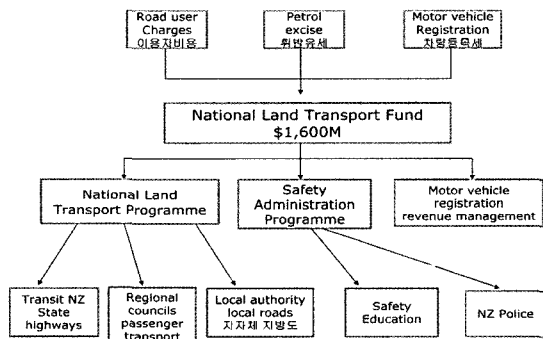 Road user
Charges
이용자비용
Petrol
excise
휘발유세
Motor vehicle
Registration
차량등록세
National Land Transport Fund
$1,600M
National Land
Transport Programme
Safety
Administration
Programme
Motor vehicle
registration
revenue management
Transit NZ
State
highways
Regional
councils
passenger
transport
Local authority
local roads
지자체 지방도
Safety
Education
NZ Police